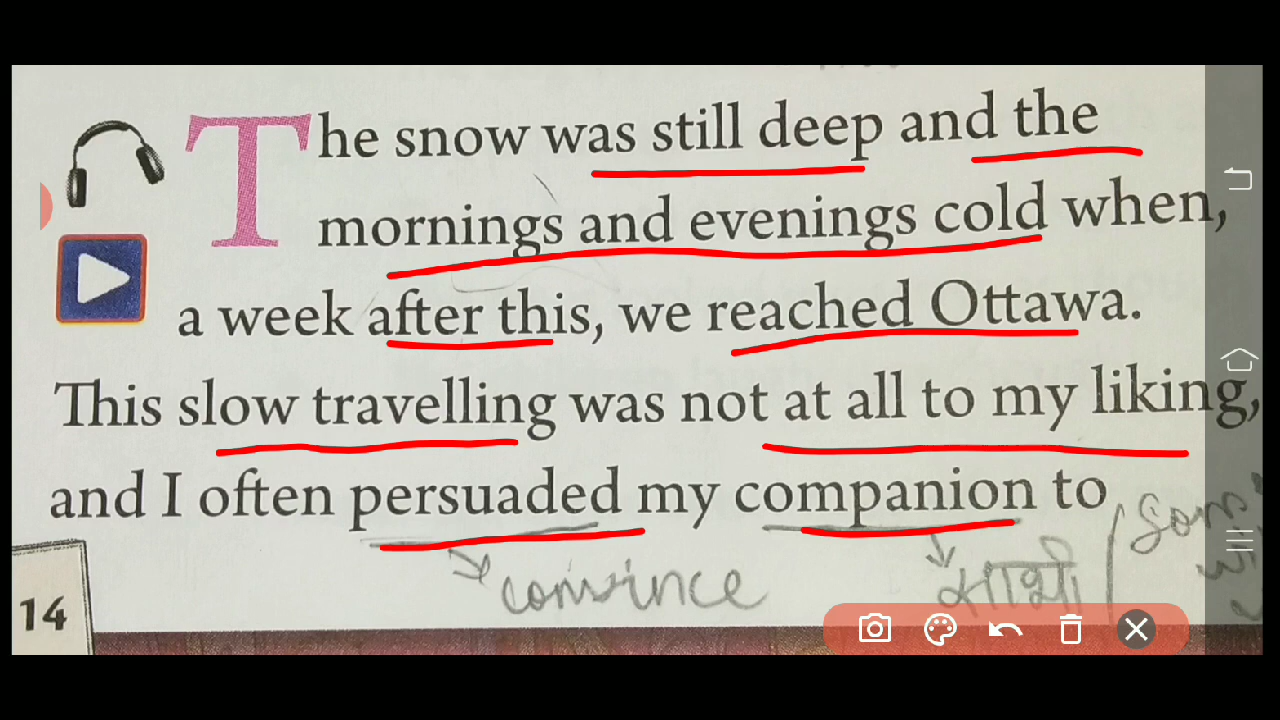 The snow was still deep and the
mornings and evenings cold when,
a week after this, we reached Ottawa.
This slow travelling was not at all to my liking,
and I often persuaded my companion to
convince
साथी
14